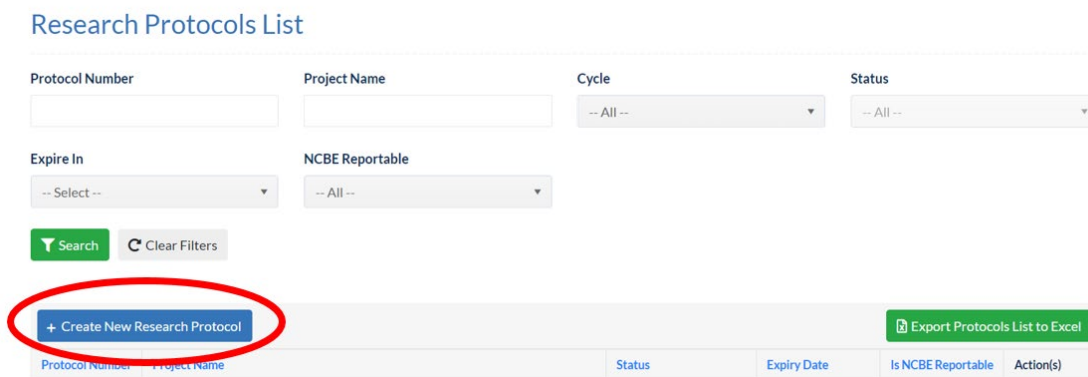 Research Protocols List
Protocol Number Project Name Cycle Status
-- All -- -- All --
Expire In NCBE Reportable
-- Select -- -- All --
Search Clear Filters
+ Create New Research Protocol Export Protocols List to Excel
Protocol Number Project Name Status Expiry Date Is NCBE Reportable Action(s)